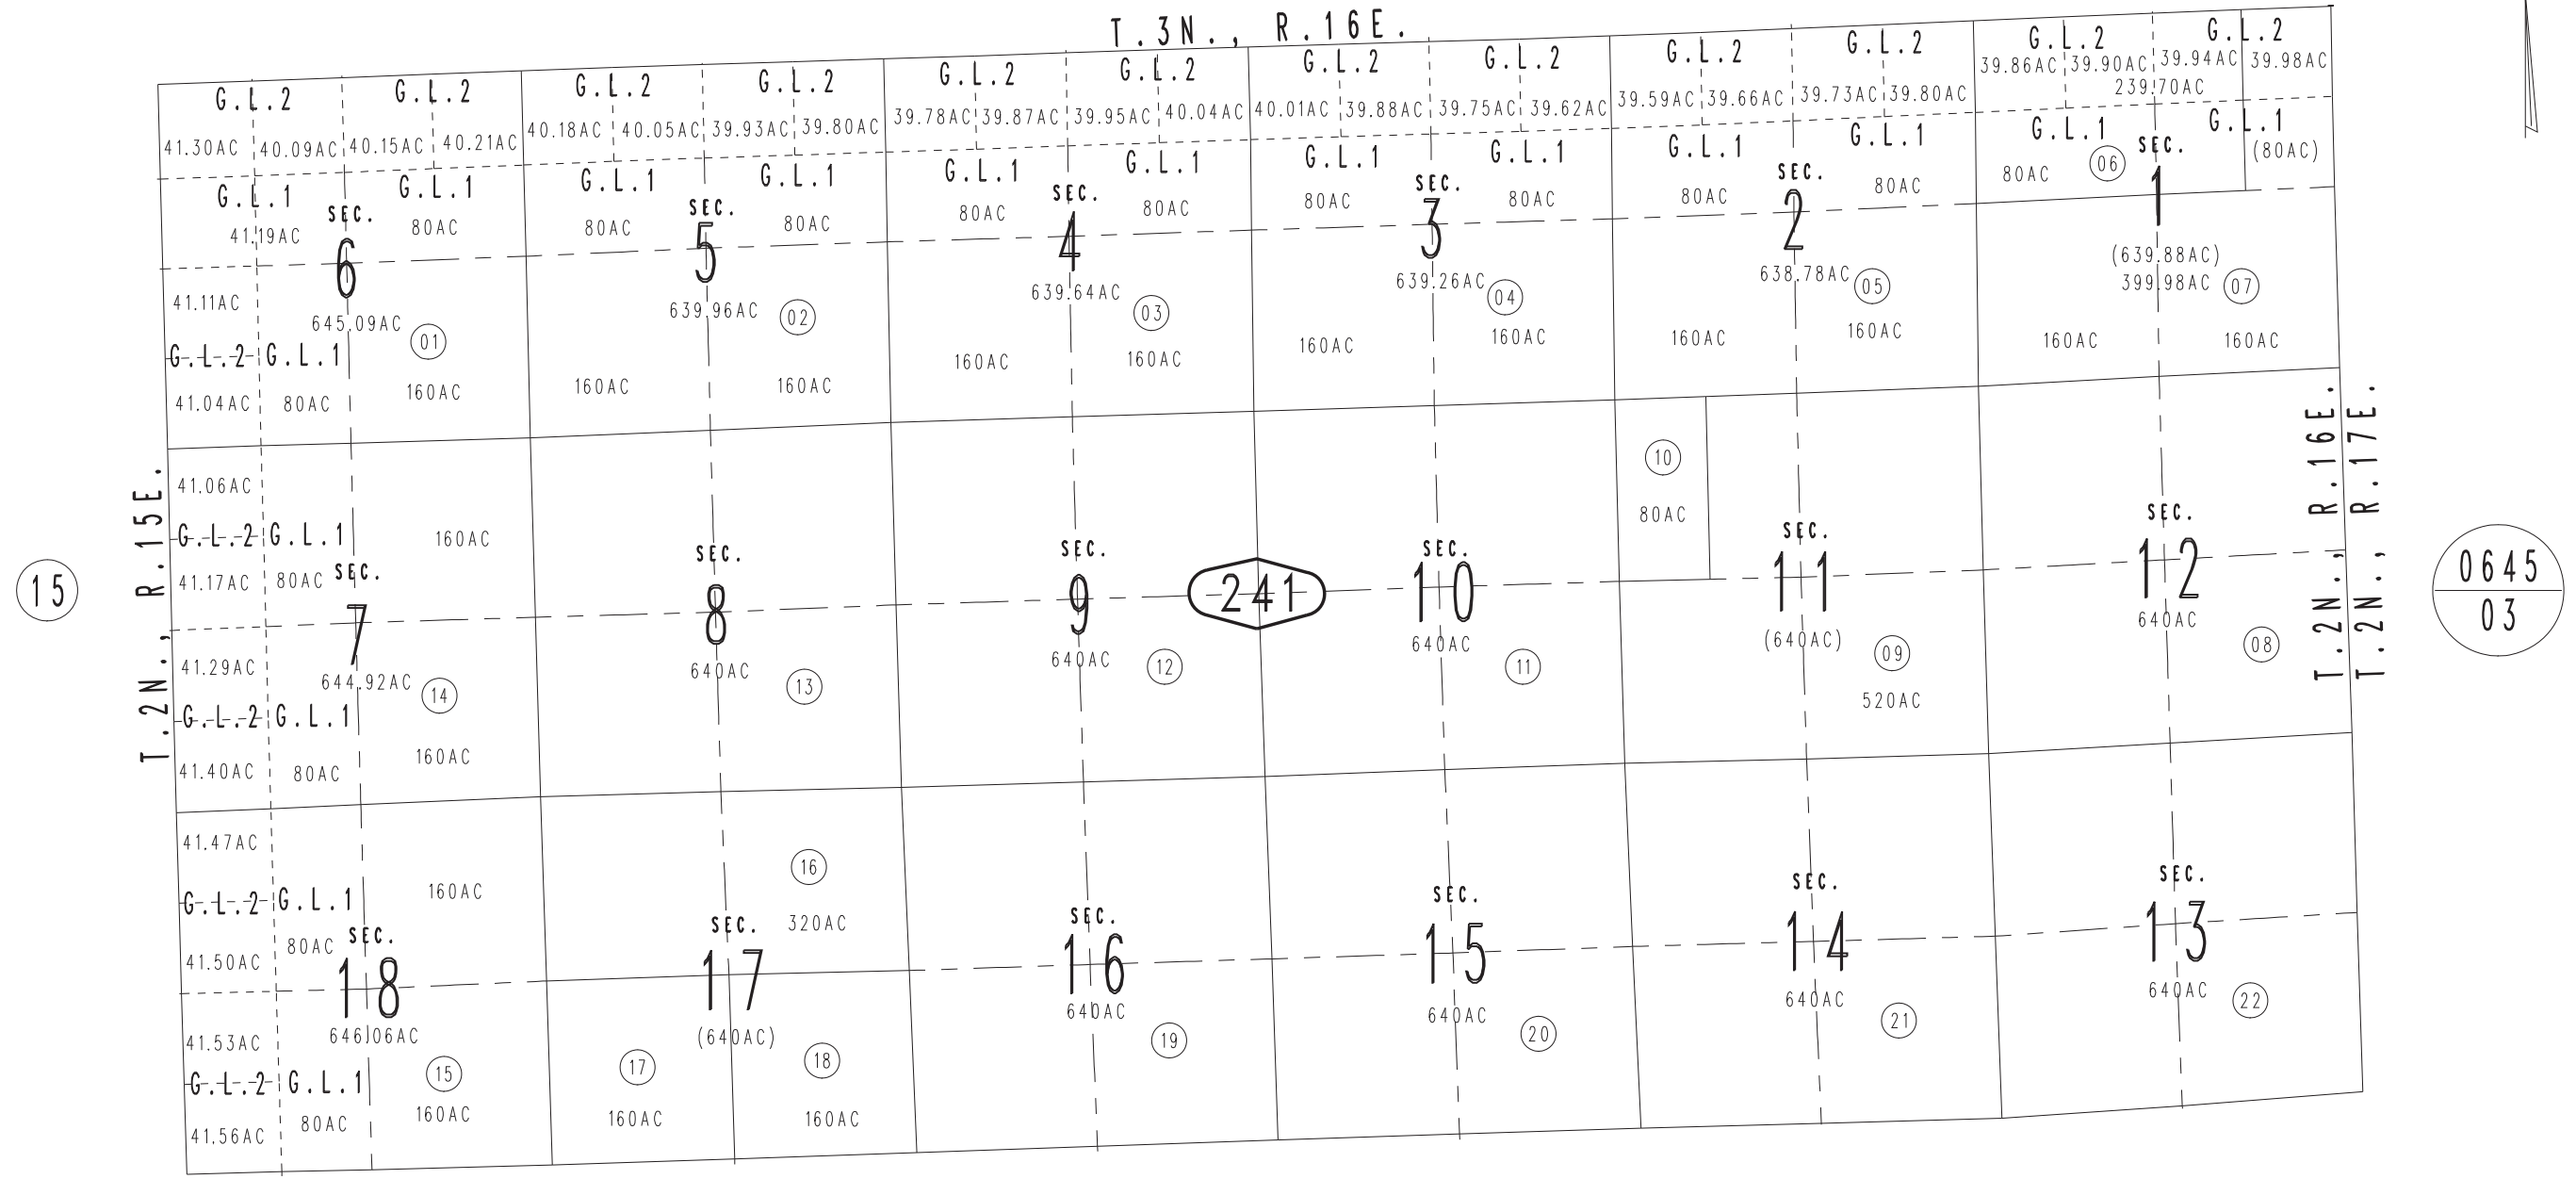 T.3N., R.16E.
G.L.2 G.L.2 G.L.2 G.L.2 G.L.2 G.L.2 G.L.2 G.L.2 G.L.2 G.L.2 G.L.2 G.L.2
41.30AC 40.09AC 40.15AC 40.21AC 40.18AC 40.05AC 39.93AC 39.80AC 39.78AC 39.87AC 39.95AC 40.04AC 40.01AC 39.88AC 39.75AC 39.62AC 39.59AC 39.66AC 39.73AC 39.80AC 39.86AC 39.90AC 39.94AC 39.98AC
239.70AC
G.L.1 G.L.1 G.L.1 G.L.1 G.L.1 G.L.1 G.L.1 G.L.1 G.L.1 G.L.1 G.L.1 G.L.1
41.19AC 80AC 80AC 80AC 80AC 80AC 80AC 80AC 80AC 80AC 80AC 06 (80AC)
SEC. SEC. SEC. SEC. SEC. SEC.
6 5 4 3 2 1
(639.88AC)
41.11AC 645.09AC 01 639.96AC 02 639.64AC 03 639.26AC 04 638.78AC 05 399.98AC 07
G.L.2 G.L.1
41.04AC 80AC 160AC 160AC 160AC 160AC 160AC 160AC 160AC 160AC 160AC 160AC 160AC
T.2N., R.15E.
T.2N., R.16E.
T.2N., R.17E.
41.06AC 10
G.L.2 G.L.1 160AC 80AC
41.17AC 80AC
SEC. SEC. SEC. SEC. SEC. SEC.
15 7 8 9 241 10 11 12 0645
03
41.29AC 644.92AC 14 640AC 13 640AC 12 640AC 11 (640AC) 09 640AC 08
G.L.2 G.L.1 520AC
41.40AC 80AC 160AC
41.47AC 16
G.L.2 G.L.1 160AC 320AC
41.50AC 80AC
SEC. SEC. SEC. SEC. SEC. SEC.
18 17 16 15 14 13
41.53AC 646.06AC 15 17 (640AC) 18 640AC 19 640AC 20 640AC 21 640AC 22
G.L.2 G.L.1
41.56AC 80AC 160AC 160AC 160AC